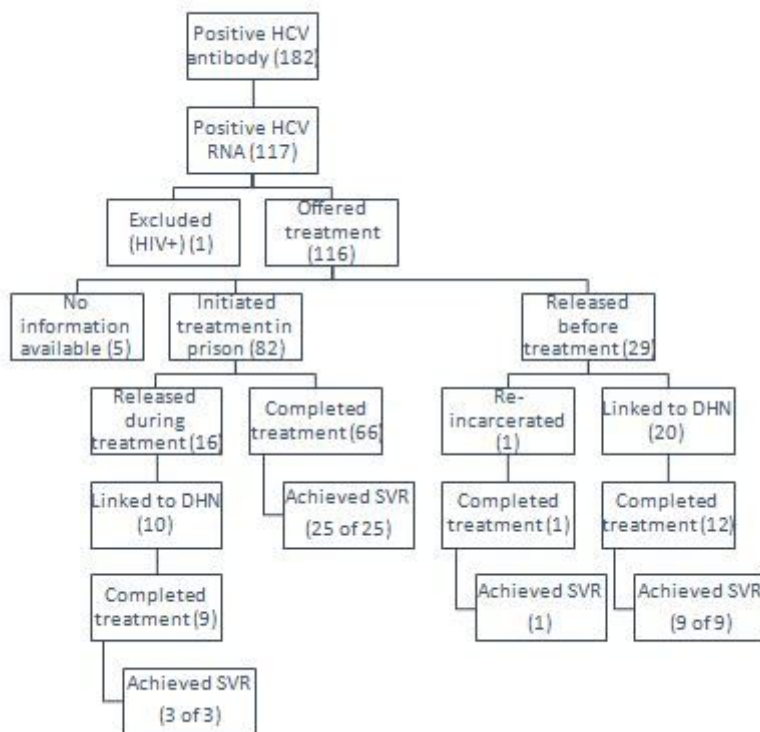 Positive HCV
antibody (182)
Positive HCV
RNA (117)
Excluded
(HIV+) (1)
Offered
treatment
(116)
No
information
available (5)
Initiated
treatment in
prison (82)
Released
before
treatment (29)
Released
during
treatment (16)
Completed
treatment (66)
Re-
incarcerated
(1)
Linked to DHN
(20)
Linked to DHN
(10)
Achieved SVR
(25 of 25)
Completed
treatment (1)
Completed
treatment (12)
Completed
treatment (9)
Achieved SVR
(1)
Achieved SVR
(9 of 9)
Achieved SVR
(3 of 3)